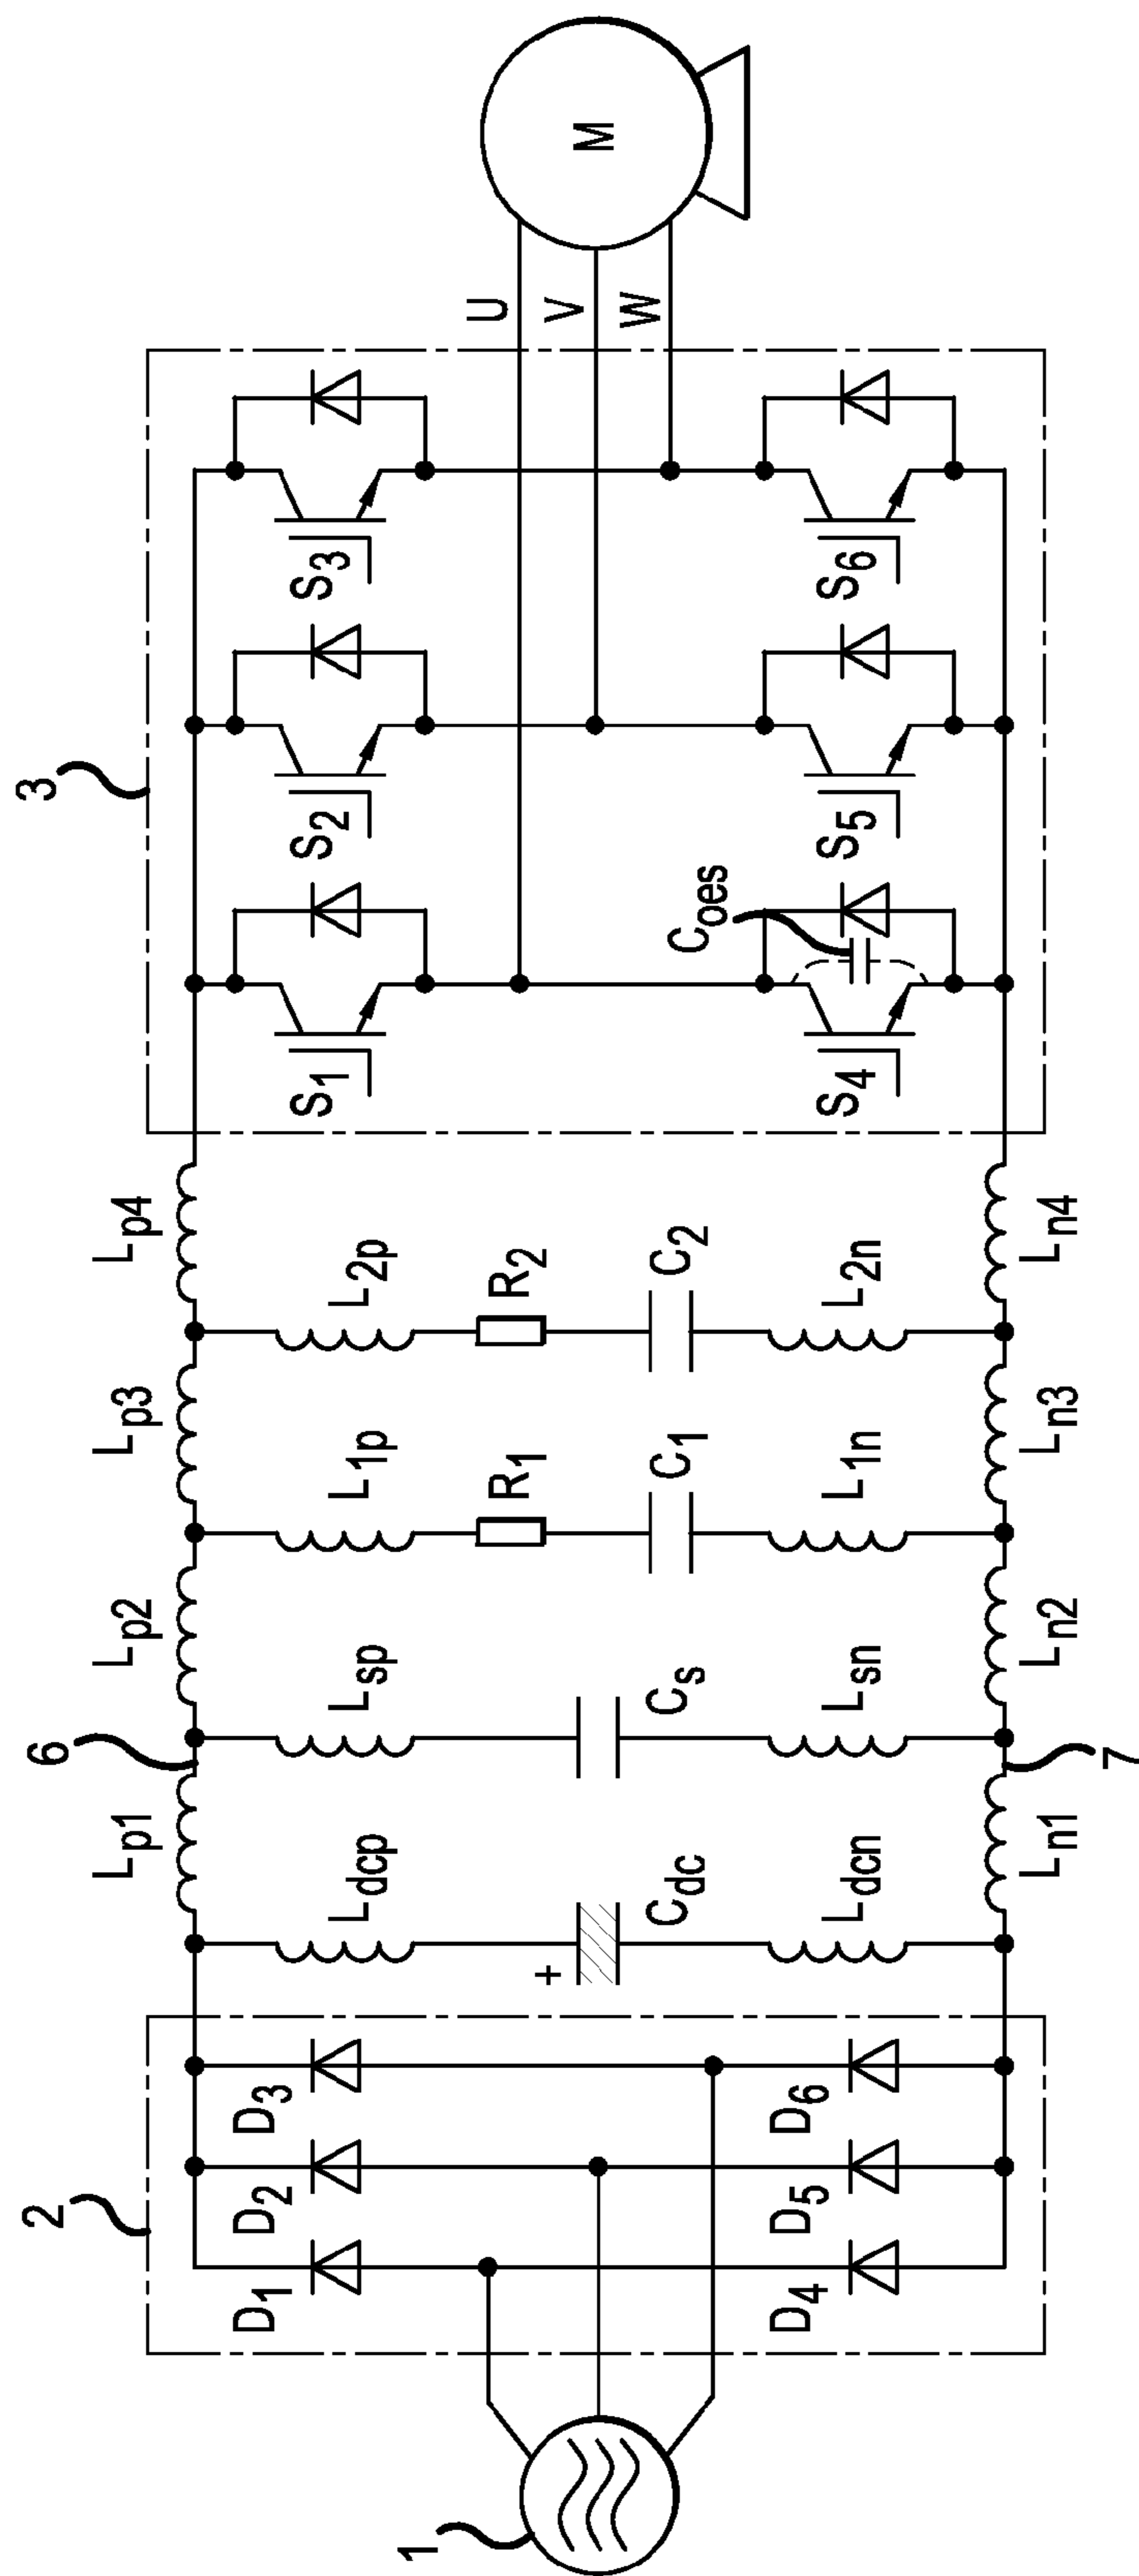 1
2
D1
D2
D3
D4
D5
D6
Ldcp
+
Cdc
Ldcn
Lp1
6
Ln1
7
Lsp
Cs
Lsn
Lp2
Ln2
L1p
R1
C1
L1n
Lp3
Ln3
L2p
R2
C2
L2n
Lp4
Ln4
3
S1
S2
S3
S4
Coes
S5
S6
U
V
W
M